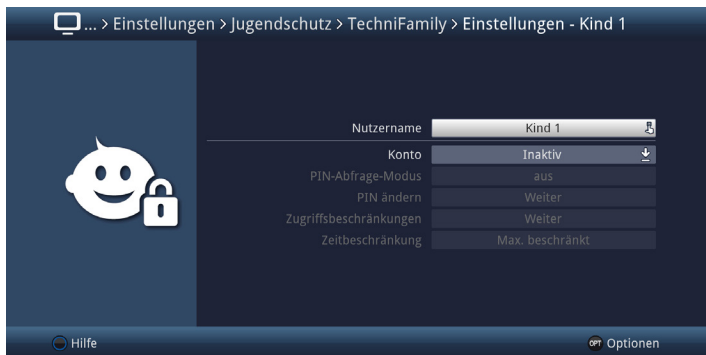 ... > Einstellungen > Jugendschutz > TechniFamily > Einstellungen - Kind 1
Nutzername Kind 1
Konto Inaktiv
PIN-Abfrage-Modus aus
PIN ändern Weiter
Zugriffsbeschränkungen Weiter
Zeitbeschränkung Max. beschränkt
Hilfe OPT Optionen